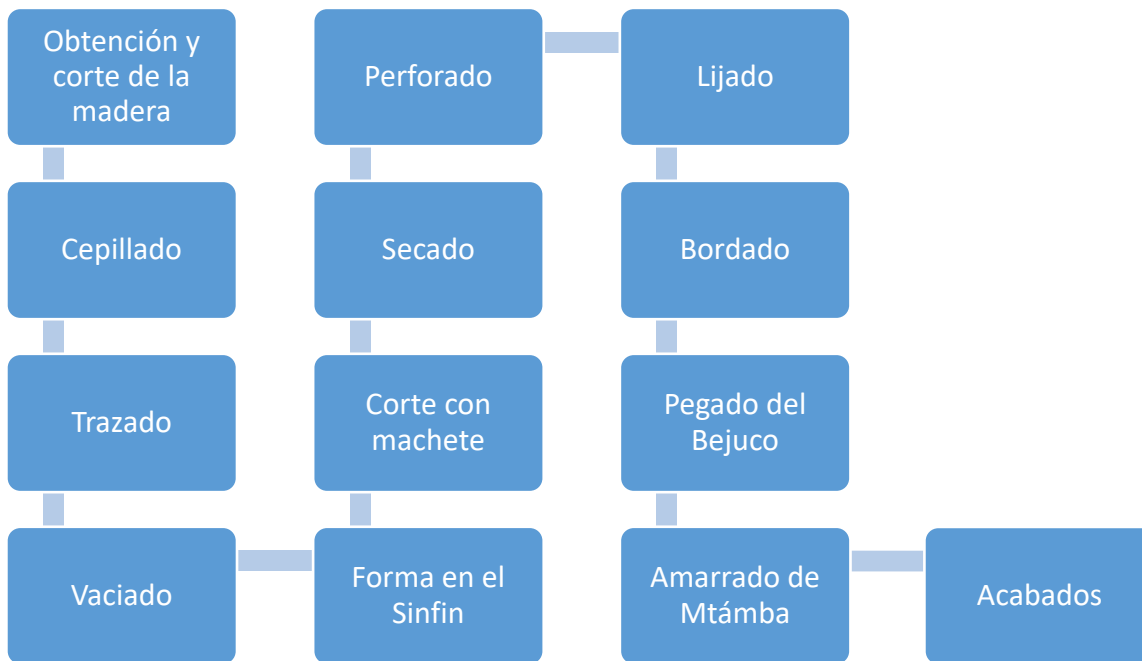 Obtención y
corte de la
madera
Cepillado
Trazado
Vaciado
Forma en el
Sinfin
Corte con
machete
Secado
Perforado
Lijado
Bordado
Pegado del
Bejuco
Amarrado de
Mtámba
Acabados